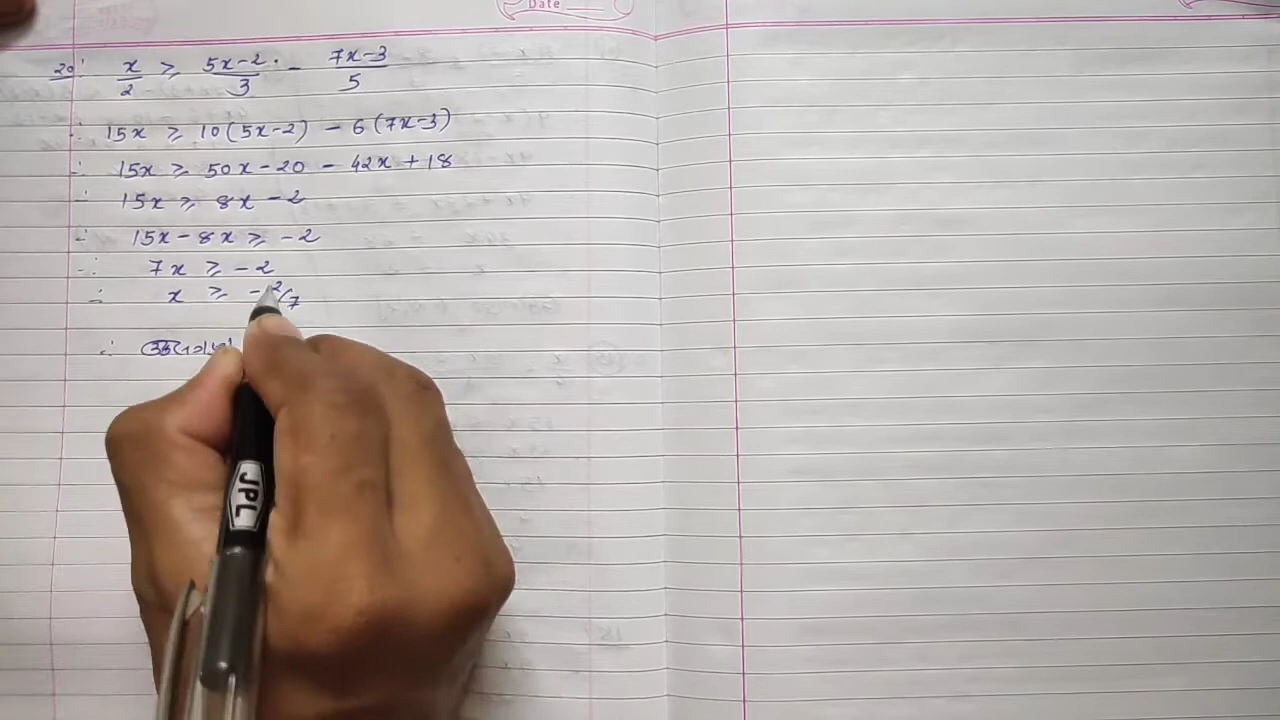 Date
20. x/2 ≥ (5x-2)/3 - (7x-3)/5
∴ 15x ≥ 10(5x-2) - 6(7x-3)
∴ 15x ≥ 50x - 20 - 42x + 18
∴ 15x ≥ 8x - 2
∴ 15x - 8x ≥ -2
∴ 7x ≥ -2
∴ x ≥ -2/7
∴
JPL